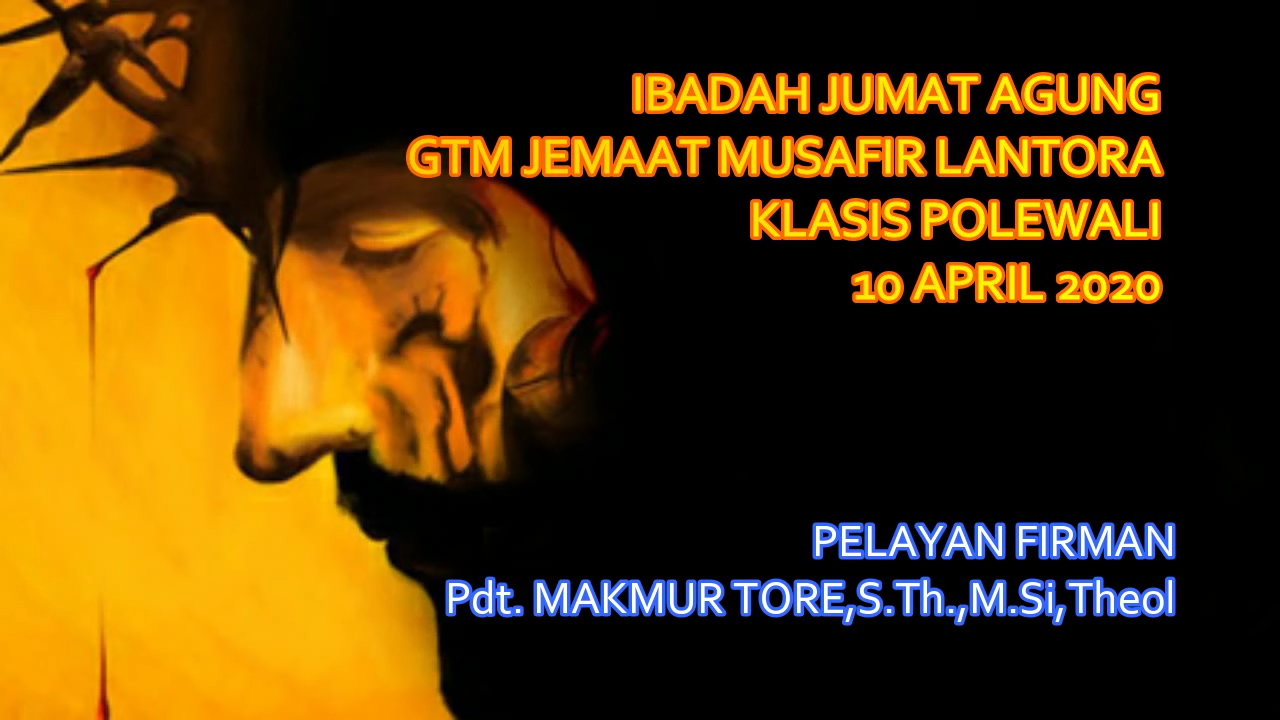 IBADAH JUMAT AGUNG
GTM JEMAAT MUSAFIR LANTORA
KLASIS POLEWALI
10 APRIL 2020
PELAYAN FIRMAN
Pdt. MAKMUR TORE,S.Th.,M.Si,Theol